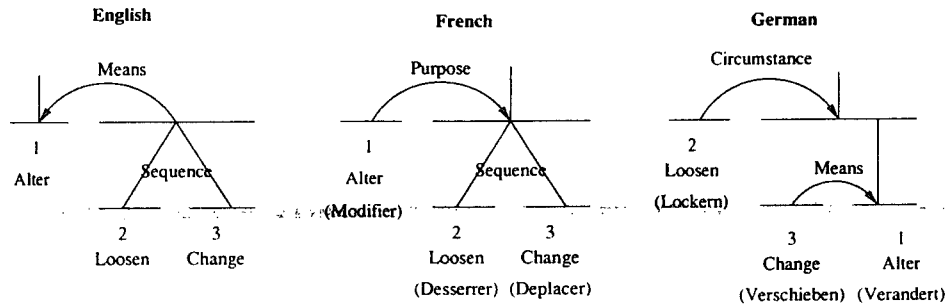 English
Means
1
Alter
Sequence
2
3
Loosen
Change
French
Purpose
1
Alter
(Modifier)
Sequence
2
3
Loosen
Change
(Desserrer)
(Deplacer)
German
Circumstance
2
Loosen
(Lockern)
Means
3
1
Change
Alter
(Verschieben)
(Verandert)